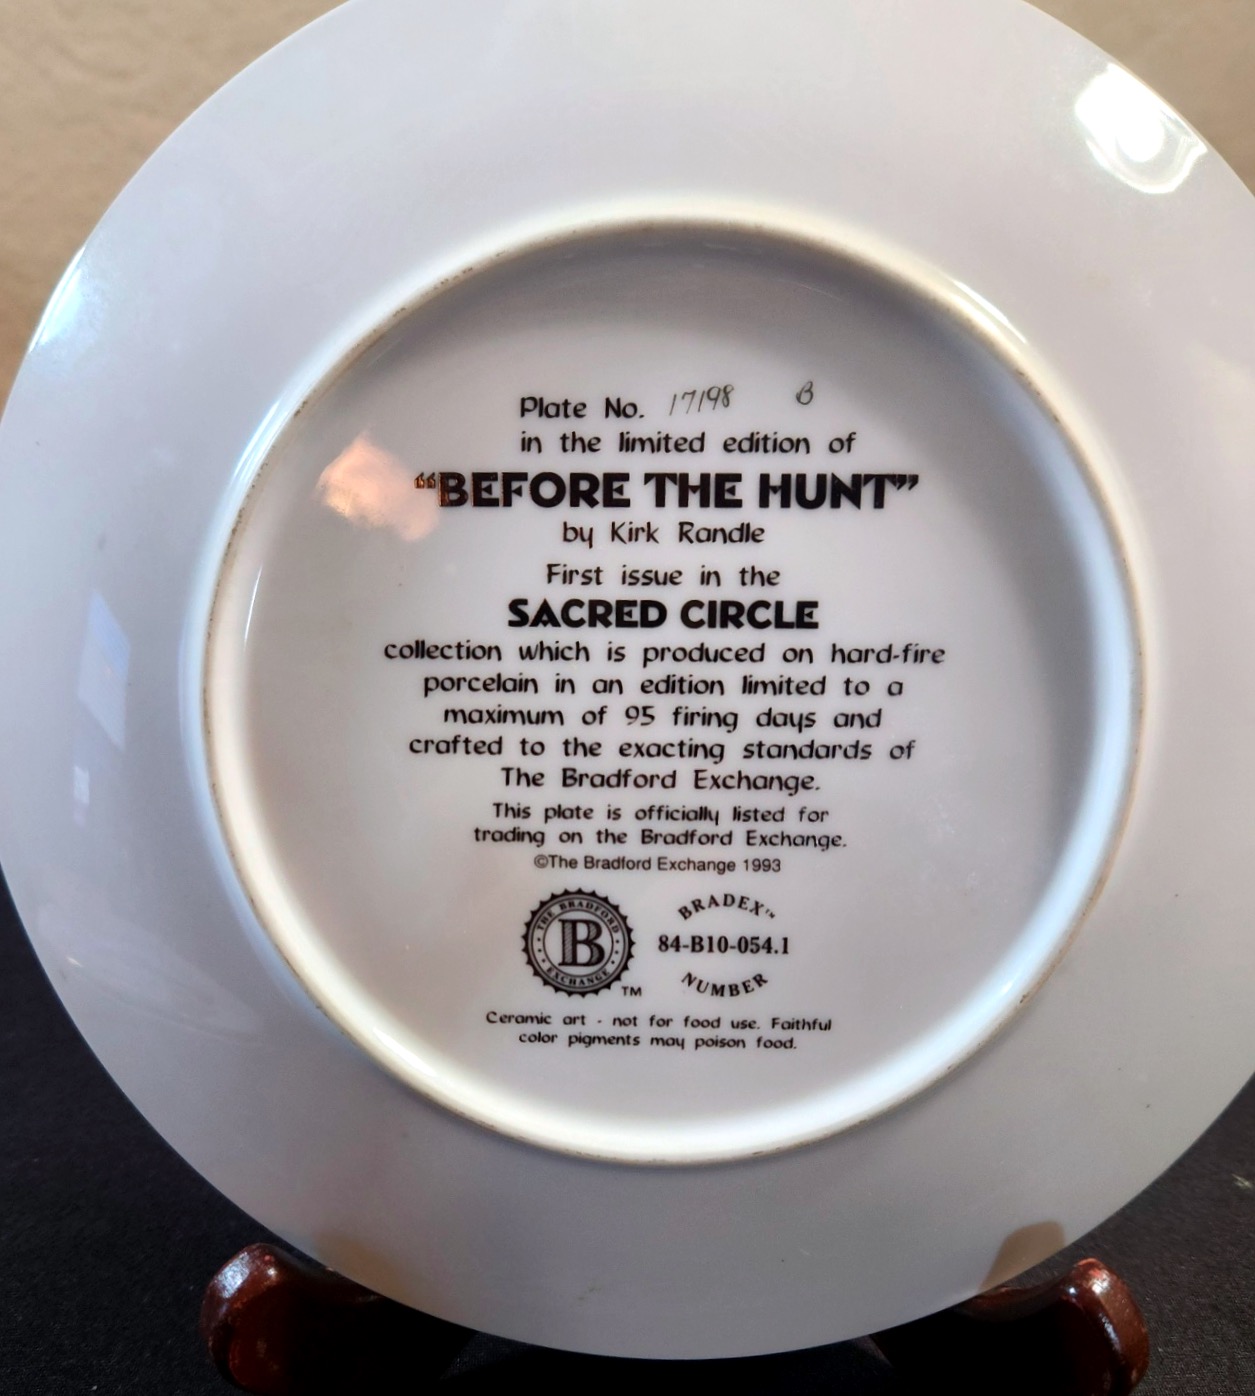 Plate No. 17198 B
in the limited edition of
“BEFORE THE HUNT”
by Kirk Randle
First issue in the
SACRED CIRCLE
collection which is produced on hard-fire
porcelain in an edition limited to a
maximum of 95 firing days and
crafted to the exacting standards of
The Bradford Exchange.
This plate is officially listed for
trading on the Bradford Exchange.
©The Bradford Exchange 1993
THE BRADFORD
B
EXCHANGE
TM
BRADEX™
84-B10-054.1
NUMBER
Ceramic art - not for food use. Faithful
color pigments may poison food.